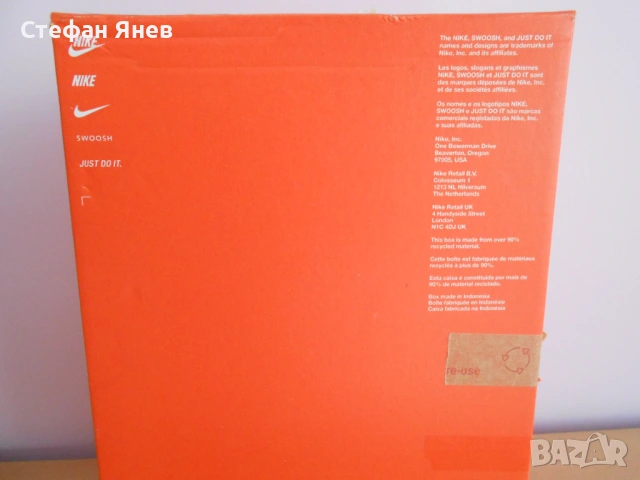 Стефан Янев
NIKE
NIKE
SWOOSH
JUST DO IT.
The NIKE, SWOOSH, and JUST DO IT
names and designs are trademarks of
Nike, Inc. and its affiliates.
Les logos, slogans et graphismes
NIKE, SWOOSH et JUST DO IT sont
des marques déposées de Nike, Inc.
et de ses sociétés affiliées.
Os nomes e os logotipos NIKE,
SWOOSH e JUST DO IT são marcas
comerciais registadas da Nike, Inc.
e suas afiliadas.
Nike, Inc.
One Bowerman Drive
Beaverton, Oregon
97005, USA
Nike Retail B.V.
Colosseum 1
1213 NL Hilversum
The Netherlands
Nike Retail UK
4 Handyside Street
London
N1C 4DJ UK
This box is made from over 90%
recycled material.
Cette boîte est fabriquée de matériaux
recyclés à plus de 90%.
Esta caixa é constituída por mais de
90% de material reciclado.
Box made in Indonesia
Boîte fabriquée en Indonésie
Caixa fabricada na Indonésia
re-use
BAZAR